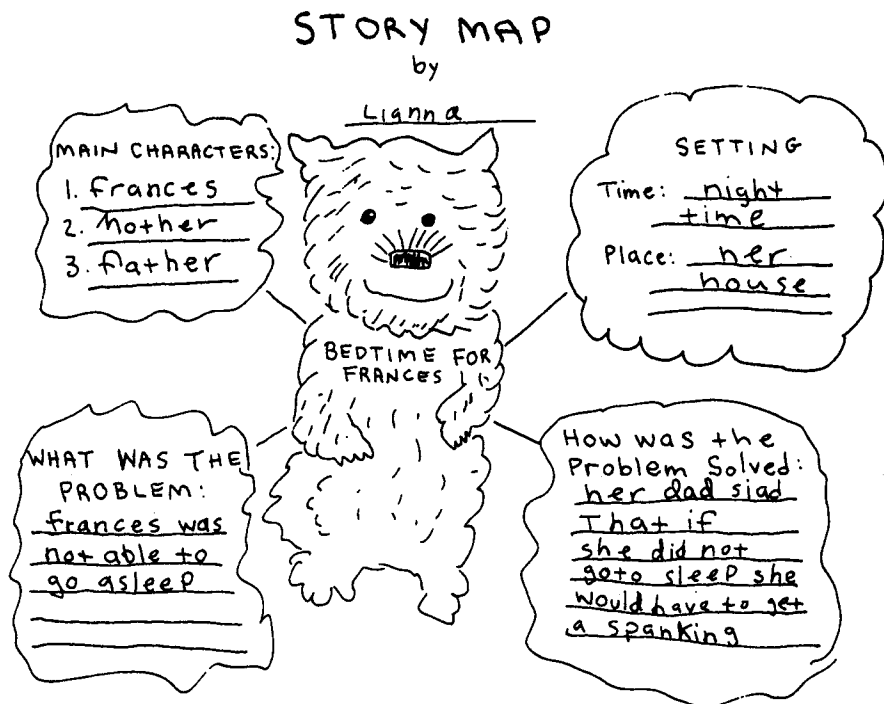 STORY MAP
by
Lianna
MAIN CHARACTERS:
1. frances
2. mother
3. father
SETTING
Time: night
time
Place: her
house
BEDTIME FOR
FRANCES
WHAT WAS THE
PROBLEM:
frances was
not able to
go asleep
How was the
Problem Solved:
her dad siad
That if
she did not
goto sleep she
would have to get
a spanking